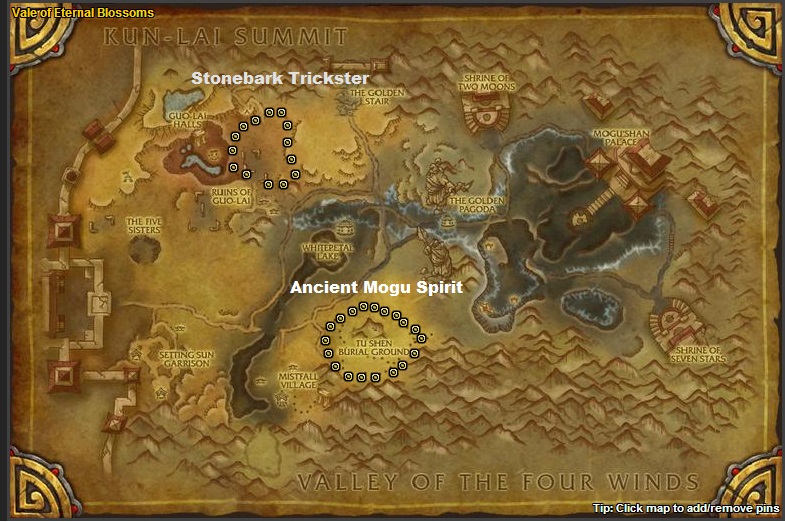 Vale of Eternal Blossoms
KUN-LAI SUMMIT
Stonebark Trickster
SHRINE OF
TWO MOONS
THE GOLDEN
STAIR
GUO-LAI
HALLS
MOGU'SHAN
PALACE
RUINS OF
GUO-LAI
THE GOLDEN
PAGODA
THE FIVE
SISTERS
WHITEPETAL
LAKE
Ancient Mogu Spirit
TU SHEN
BURIAL GROUND
SETTING SUN
GARRISON
SHRINE OF
SEVEN STARS
MISTFALL
VILLAGE
VALLEY OF THE FOUR WINDS
Tip: Click map to add/remove pins